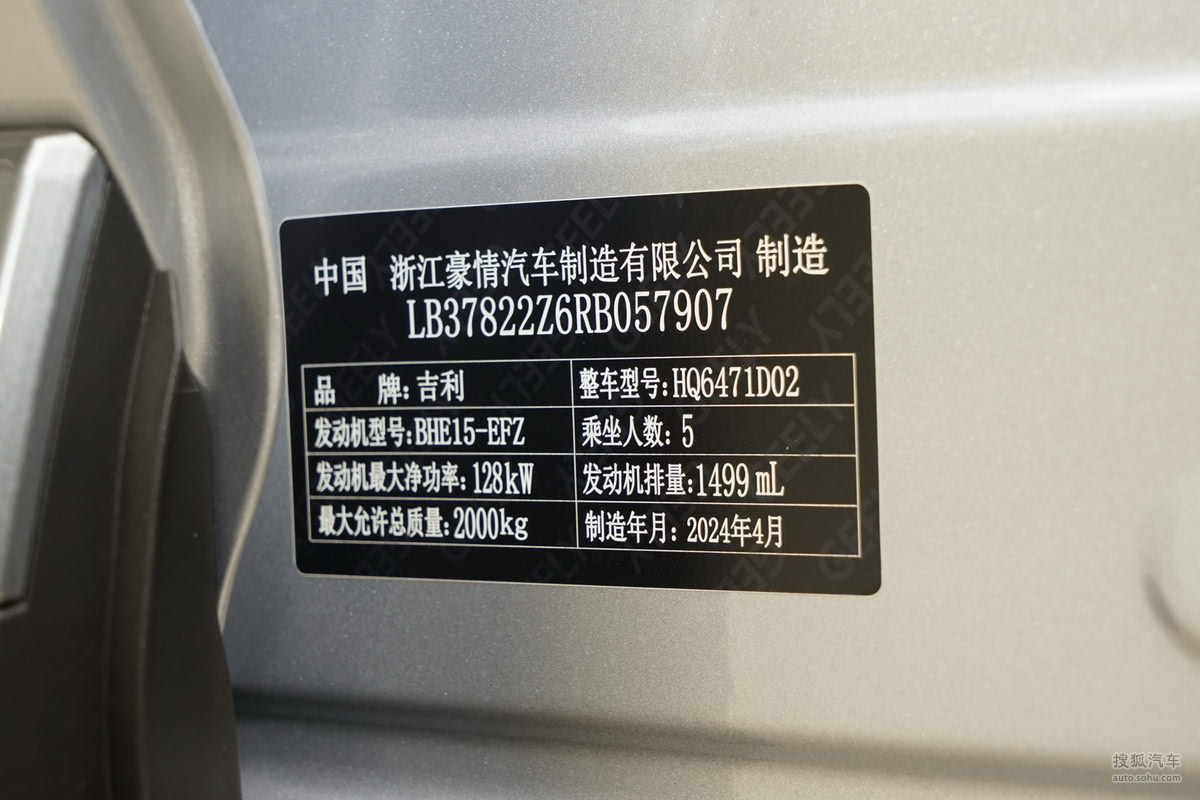 中国 浙江豪情汽车制造有限公司 制造
LB37822Z6RB057907
品 牌: 吉利 整车型号: HQ6471D02
发动机型号: BHE15-EFZ 乘坐人数: 5
发动机最大净功率: 128kW 发动机排量: 1499 mL
最大允许总质量: 2000kg 制造年月: 2024年4月
搜狐汽车
auto.sohu.com